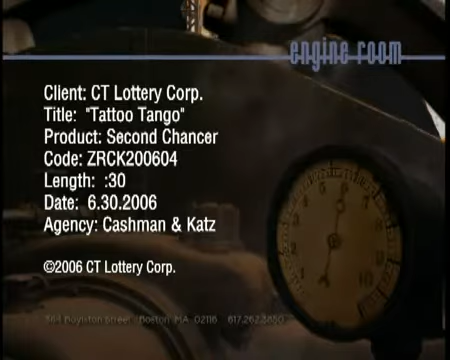 engine room
Client: CT Lottery Corp.
Title: "Tattoo Tango"
Product: Second Chancer
Code: ZRCK200604
Length: :30
Date: 6.30.2006
Agency: Cashman & Katz
©2006 CT Lottery Corp.
Boylston Street Boston, MA 02116